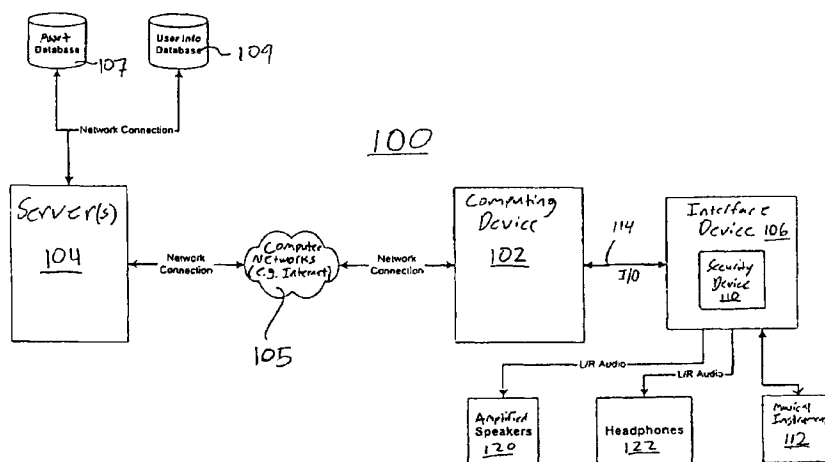 Database
107
User Info
Database
109
Network Connection
100
Server(s)
104
Network
Connection
Computer
Networks
(e.g. Internet)
105
Network
Connection
Computing
Device
102
114
I/O
Interface
Device 106
Security
Device
110
L/R Audio
L/R Audio
Amplified
Speakers
120
Headphones
122
Musical
Instrument
112